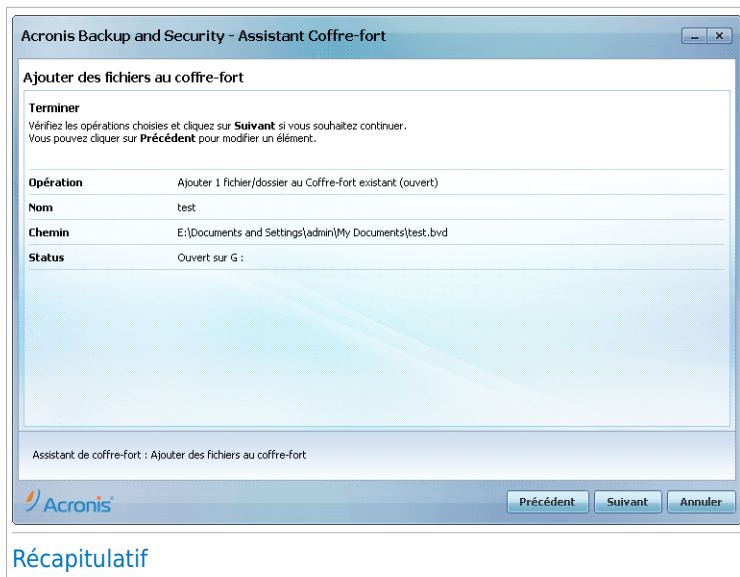 Acronis Backup and Security - Assistant Coffre-fort
Ajouter des fichiers au coffre-fort
Terminer
Vérifiez les opérations choisies et cliquez sur Suivant si vous souhaitez continuer.
Vous pouvez cliquer sur Précédent pour modifier un élément.
Opération Ajouter 1 fichier/dossier au Coffre-fort existant (ouvert)
Nom test
Chemin E:\Documents and Settings\admin\My Documents\test.bvd
Status Ouvert sur G :
Assistant de coffre-fort : Ajouter des fichiers au coffre-fort
Acronis
Précédent Suivant Annuler
Récapitulatif